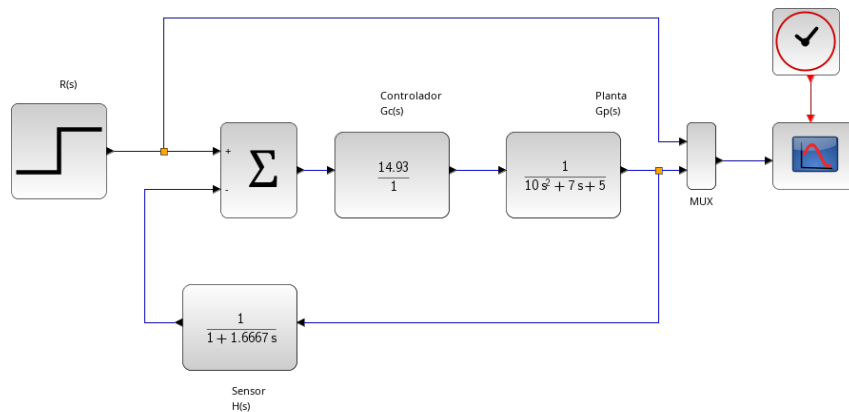 R(s)
Controlador
Gc(s)
Planta
Gp(s)
+
-
Σ
14.93
1
1
10 s² + 7 s + 5
MUX
1
1 + 1.6667 s
Sensor
H(s)